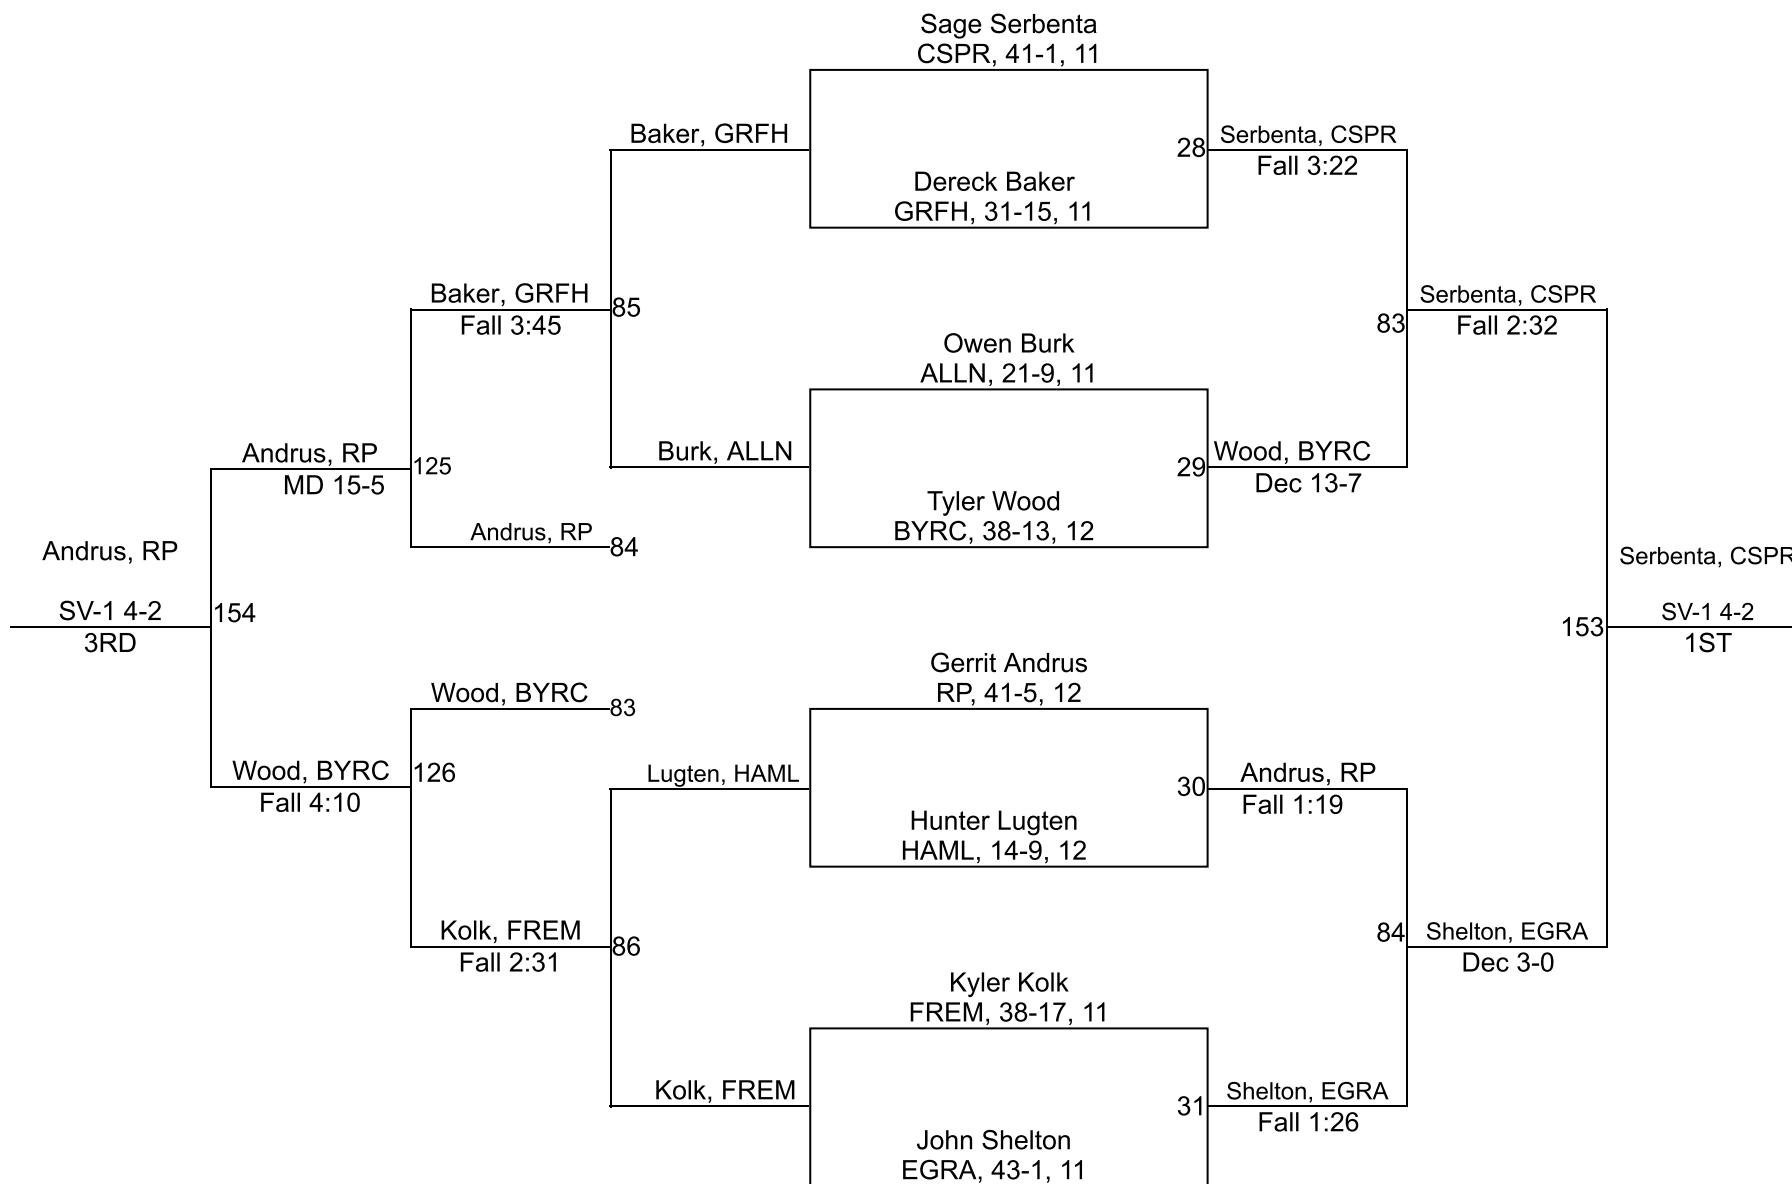 Sage Serbenta
CSPR, 41-1, 11
Baker, GRFH
28
Serbenta, CSPR
Fall 3:22
Dereck Baker
GRFH, 31-15, 11
Baker, GRFH
Fall 3:45
85
Serbenta, CSPR
Fall 2:32
83
Owen Burk
ALLN, 21-9, 11
Andrus, RP
MD 15-5
125
Burk, ALLN
29
Wood, BYRC
Dec 13-7
Tyler Wood
BYRC, 38-13, 12
Andrus, RP
84
Andrus, RP
SV-1 4-2
3RD
154
Serbenta, CSPR
153
SV-1 4-2
1ST
Gerrit Andrus
RP, 41-5, 12
Wood, BYRC
83
Wood, BYRC
Fall 4:10
126
Lugten, HAML
30
Andrus, RP
Fall 1:19
Hunter Lugten
HAML, 14-9, 12
Kolk, FREM
Fall 2:31
86
84
Shelton, EGRA
Dec 3-0
Kyler Kolk
FREM, 38-17, 11
Kolk, FREM
31
Shelton, EGRA
Fall 1:26
John Shelton
EGRA, 43-1, 11